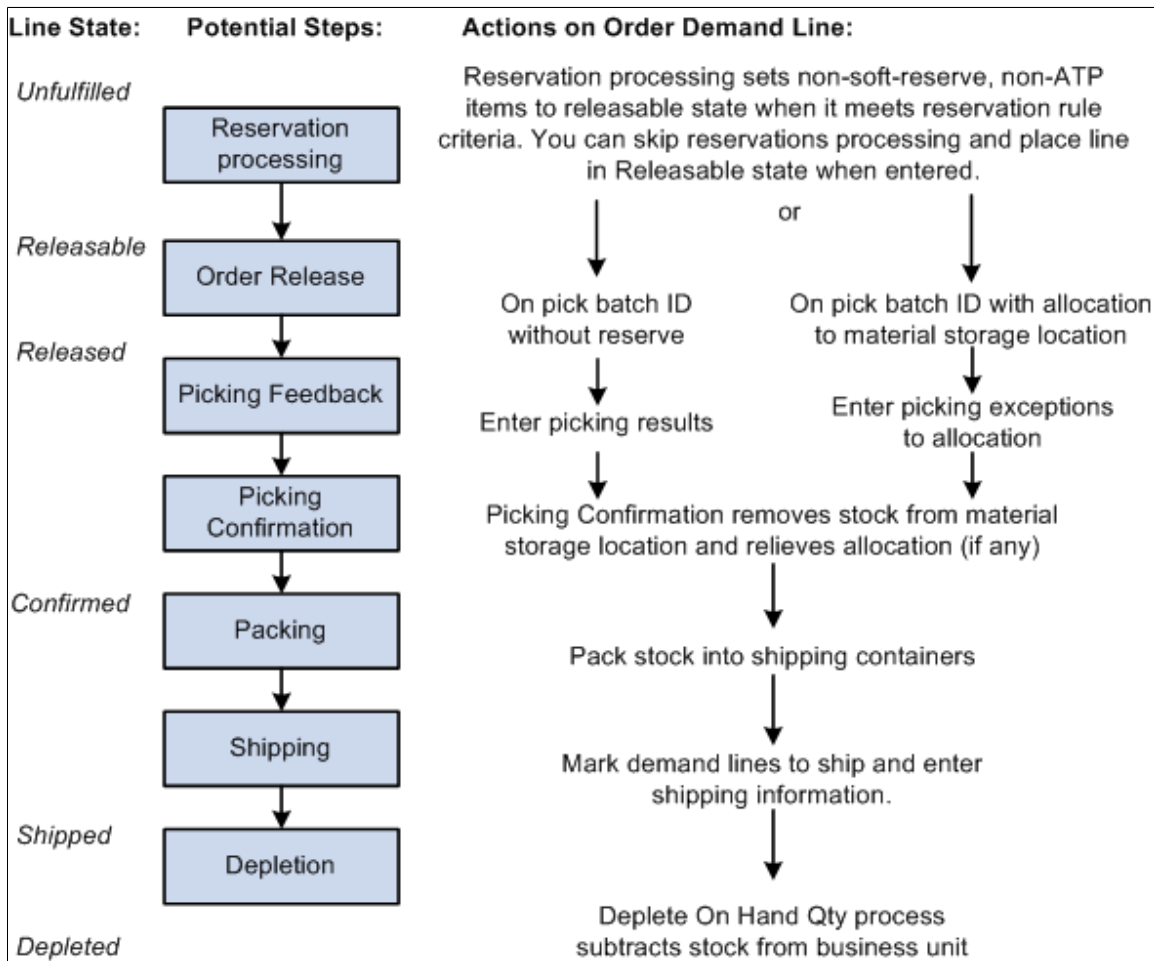 Line State: Potential Steps: Actions on Order Demand Line:
Unfulfilled
Reservation
processing
Reservation processing sets non-soft-reserve, non-ATP
items to releasable state when it meets reservation rule
criteria. You can skip reservations processing and place line
in Releasable state when entered.
or
Releasable
Order Release
On pick batch ID
without reserve
On pick batch ID with allocation
to material storage location
Released
Picking Feedback
Enter picking results
Enter picking exceptions
to allocation
Picking
Confirmation
Picking Confirmation removes stock from material
storage location and relieves allocation (if any)
Confirmed
Packing
Pack stock into shipping containers
Shipping
Mark demand lines to ship and enter
shipping information.
Shipped
Depletion
Deplete On Hand Qty process
subtracts stock from business unit
Depleted